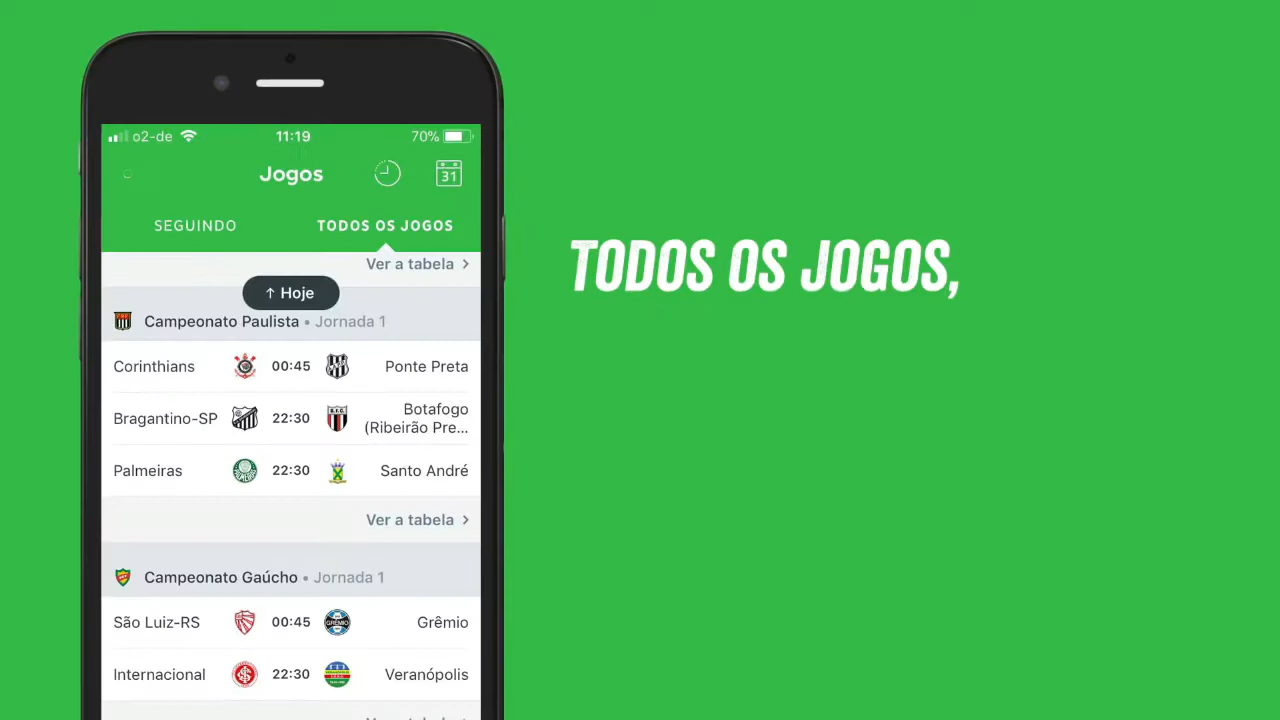 o2-de 11:19 70%
Jogos 31
SEGUINDO TODOS OS JOGOS
Ver a tabela >
↑ Hoje
Campeonato Paulista • Jornada 1
Corinthians 00:45 Ponte Preta
Bragantino-SP 22:30 Botafogo
(Ribeirão Pre...
Palmeiras 22:30 Santo André
Ver a tabela >
Campeonato Gaúcho • Jornada 1
São Luiz-RS 00:45 GRÊMIO Grêmio
Internacional 22:30 Veranópolis
TODOS OS JOGOS,